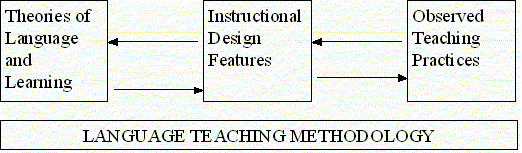 Theories of
Language
and
Learning
Instructional
Design
Features
Observed
Teaching
Practices
LANGUAGE TEACHING METHODOLOGY